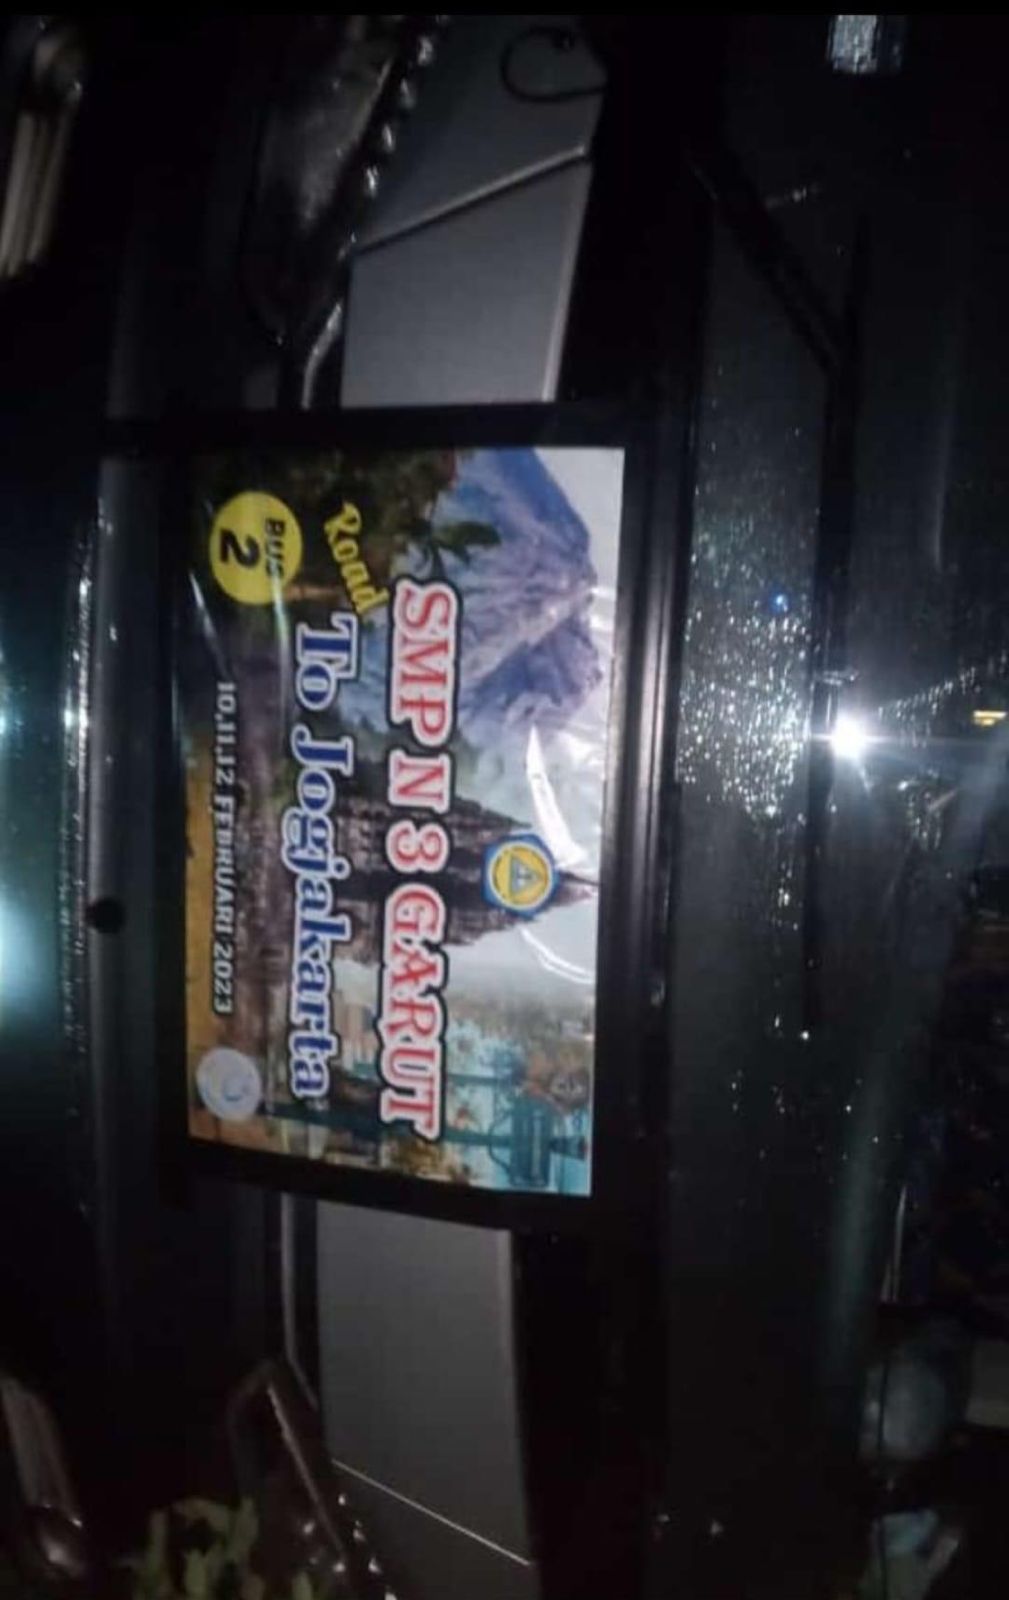 SMP N 3 GARUT
Road
To Jogjakarta
BUS
2
10,11,12 FEBRUARI 2023